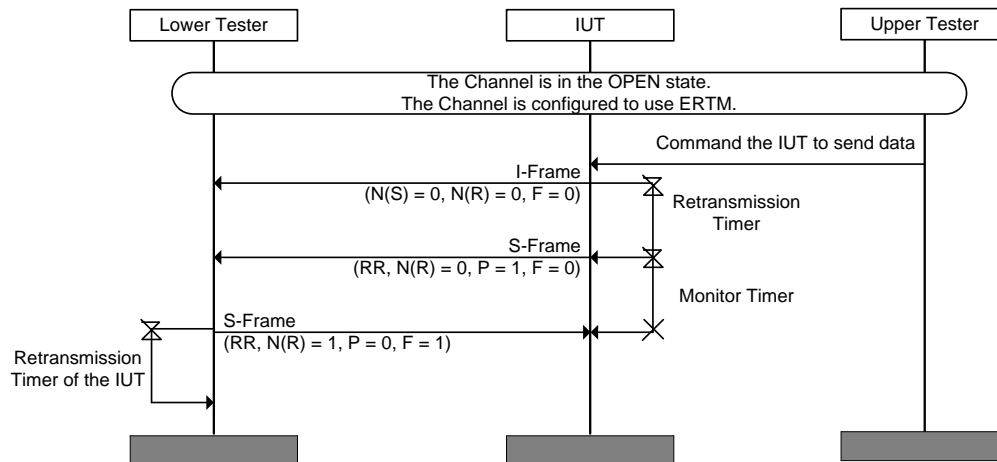 Lower Tester
IUT
Upper Tester
The Channel is in the OPEN state.
The Channel is configured to use ERTM.
Command the IUT to send data
I-Frame
(N(S) = 0, N(R) = 0, F = 0)
Retransmission
Timer
S-Frame
(RR, N(R) = 0, P = 1, F = 0)
Monitor Timer
S-Frame
(RR, N(R) = 1, P = 0, F = 1)
Retransmission
Timer of the IUT